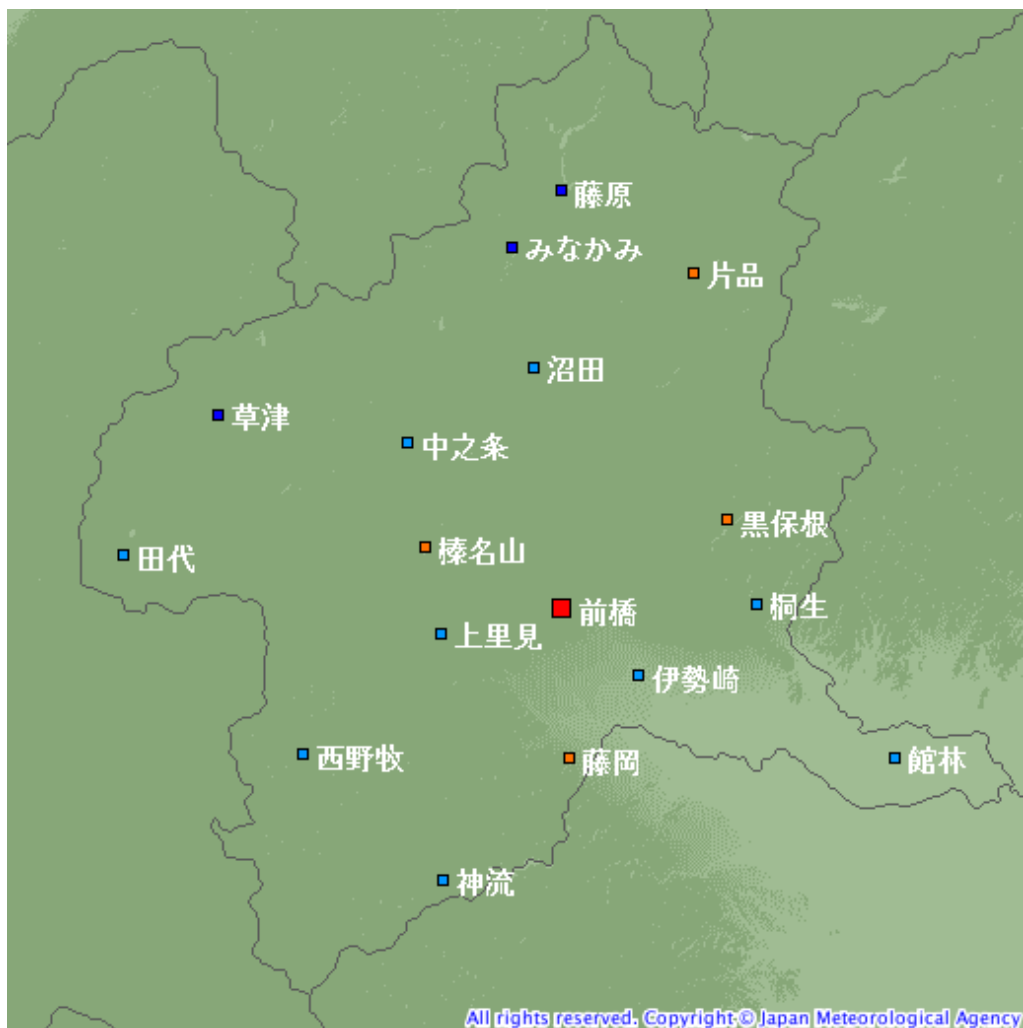 藤原
みなかみ
片品
沼田
草津
中之条
黒保根
榛名山
田代
桐生
前橋
上里見
伊勢崎
西野牧
藤岡
館林
神流
All rights reserved. Copyright © Japan Meteorological Agency